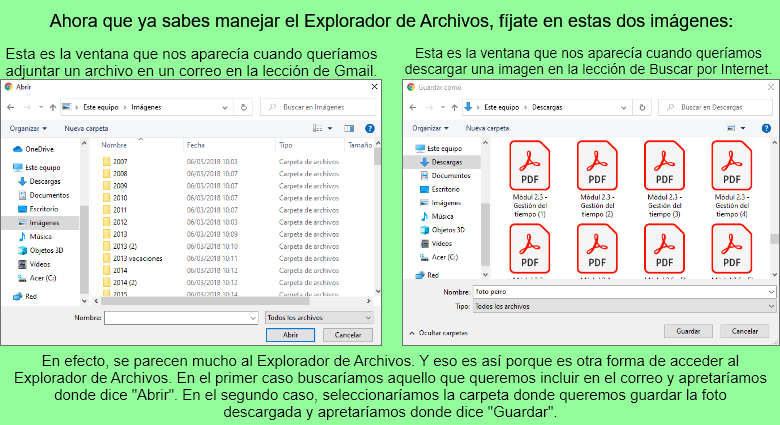 Ahora que ya sabes manejar el Explorador de Archivos, fíjate en estas dos imágenes:
Esta es la ventana que nos aparecía cuando queríamos
adjuntar un archivo en un correo en la lección de Gmail.
Abrir
Este equipo > Imágenes
Buscar en Imágenes
Organizar
Nueva carpeta
OneDrive
Este equipo
Descargas
Documentos
Escritorio
Imágenes
Música
Objetos 3D
Vídeos
Acer (C:)
Red
Nombre Fecha Tipo Tamaño
2007 06/03/2018 10:03 Carpeta de archivos
2008 06/03/2018 10:07 Carpeta de archivos
2009 06/03/2018 10:07 Carpeta de archivos
2010 06/03/2018 10:07 Carpeta de archivos
2011 06/03/2018 10:07 Carpeta de archivos
2012 06/03/2018 10:07 Carpeta de archivos
2013 06/03/2018 10:09 Carpeta de archivos
2013 (2) 06/03/2018 10:10 Carpeta de archivos
2013 vacaciones 06/03/2018 10:11 Carpeta de archivos
2014 06/03/2018 10:12 Carpeta de archivos
2014 (2) 06/03/2018 10:12 Carpeta de archivos
2015 06/03/2018 10:14 Carpeta de archivos
Nombre:
Todos los archivos
Abrir
Cancelar
Esta es la ventana que nos aparecía cuando queríamos
descargar una imagen en la lección de Buscar por Internet.
Guardar como
Este equipo > Descargas
Buscar en Descargas
Organizar
Nueva carpeta
Este equipo
Descargas
Documentos
Escritorio
Imágenes
Música
Objetos 3D
Vídeos
Acer (C:)
Red
PDF PDF PDF PDF
Mòdul 2.3 - Mòdul 2.3 - Mòdul 2.3 - Mòdul 2.3 -
Gestión del Gestión del Gestión del Gestión del
tiempo (1) tiempo (2) tiempo (3) tiempo (4)
PDF PDF PDF PDF
Nombre: foto perro
Tipo: Todos los archivos
Ocultar carpetas
Guardar
Cancelar
En efecto, se parecen mucho al Explorador de Archivos. Y eso es así porque es otra forma de acceder al
Explorador de Archivos. En el primer caso buscaríamos aquello que queremos incluir en el correo y apretaríamos
donde dice "Abrir". En el segundo caso, seleccionaríamos la carpeta donde queremos guardar la foto
descargada y apretaríamos donde dice "Guardar".